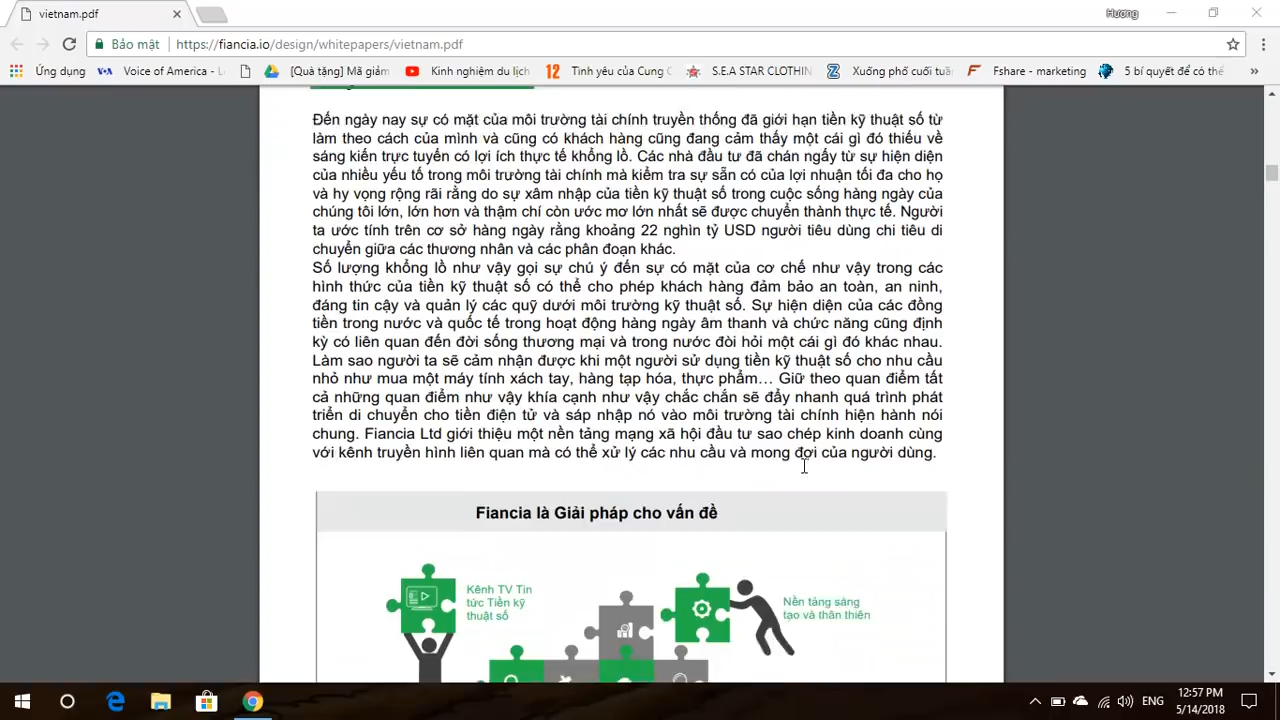 vietnam.pdf
Hương
Bảo mật
https://fiancia.io/design/whitepapers/vietnam.pdf
Ứng dụng
VOA
Voice of America - L
[Quà tặng] Mã giảm
Kinh nghiệm du lịch
12
Tình yêu của Cung C
S.E.A STAR CLOTHIN
Z
Xuống phố cuối tuần
F
Fshare - marketing
5 bí quyết để có thể
»
Đến ngày nay sự có mặt của môi trường tài chính truyền thống đã giới hạn tiền kỹ thuật số từ
làm theo cách của mình và cũng có khách hàng cũng đang cảm thấy một cái gì đó thiếu về
sáng kiến trực tuyến có lợi ích thực tế khổng lồ. Các nhà đầu tư đã chán ngấy từ sự hiện diện
của nhiều yếu tố trong môi trường tài chính mà kiểm tra sự sẵn có của lợi nhuận tối đa cho họ
và hy vọng rộng rãi rằng do sự xâm nhập của tiền kỹ thuật số trong cuộc sống hàng ngày của
chúng tôi lớn, lớn hơn và thậm chí còn ước mơ lớn nhất sẽ được chuyển thành thực tế. Người
ta ước tính trên cơ sở hàng ngày rằng khoảng 22 nghìn tỷ USD người tiêu dùng chi tiêu di
chuyển giữa các thương nhân và các phân đoạn khác.
Số lượng khổng lồ như vậy gọi sự chú ý đến sự có mặt của cơ chế như vậy trong các
hình thức của tiền kỹ thuật số có thể cho phép khách hàng đảm bảo an toàn, an ninh,
đáng tin cậy và quản lý các quỹ dưới môi trường kỹ thuật số. Sự hiện diện của các đồng
tiền trong nước và quốc tế trong hoạt động hàng ngày âm thanh và chức năng cũng định
kỳ có liên quan đến đời sống thương mại và trong nước đòi hỏi một cái gì đó khác nhau.
Làm sao người ta sẽ cảm nhận được khi một người sử dụng tiền kỹ thuật số cho nhu cầu
nhỏ như mua một máy tính xách tay, hàng tạp hóa, thực phẩm… Giữ theo quan điểm tất
cả những quan điểm như vậy khía cạnh như vậy chắc chắn sẽ đẩy nhanh quá trình phát
triển di chuyển cho tiền điện tử và sáp nhập nó vào môi trường tài chính hiện hành nói
chung. Fiancia Ltd giới thiệu một nền tảng mạng xã hội đầu tư sao chép kinh doanh cùng
với kênh truyền hình liên quan mà có thể xử lý các nhu cầu và mong đợi của người dùng.
Fiancia là Giải pháp cho vấn đề
Kênh TV Tin
tức Tiền kỹ
thuật số
Nền tảng sáng
tạo và thân thiên
ENG
12:57 PM
5/14/2018